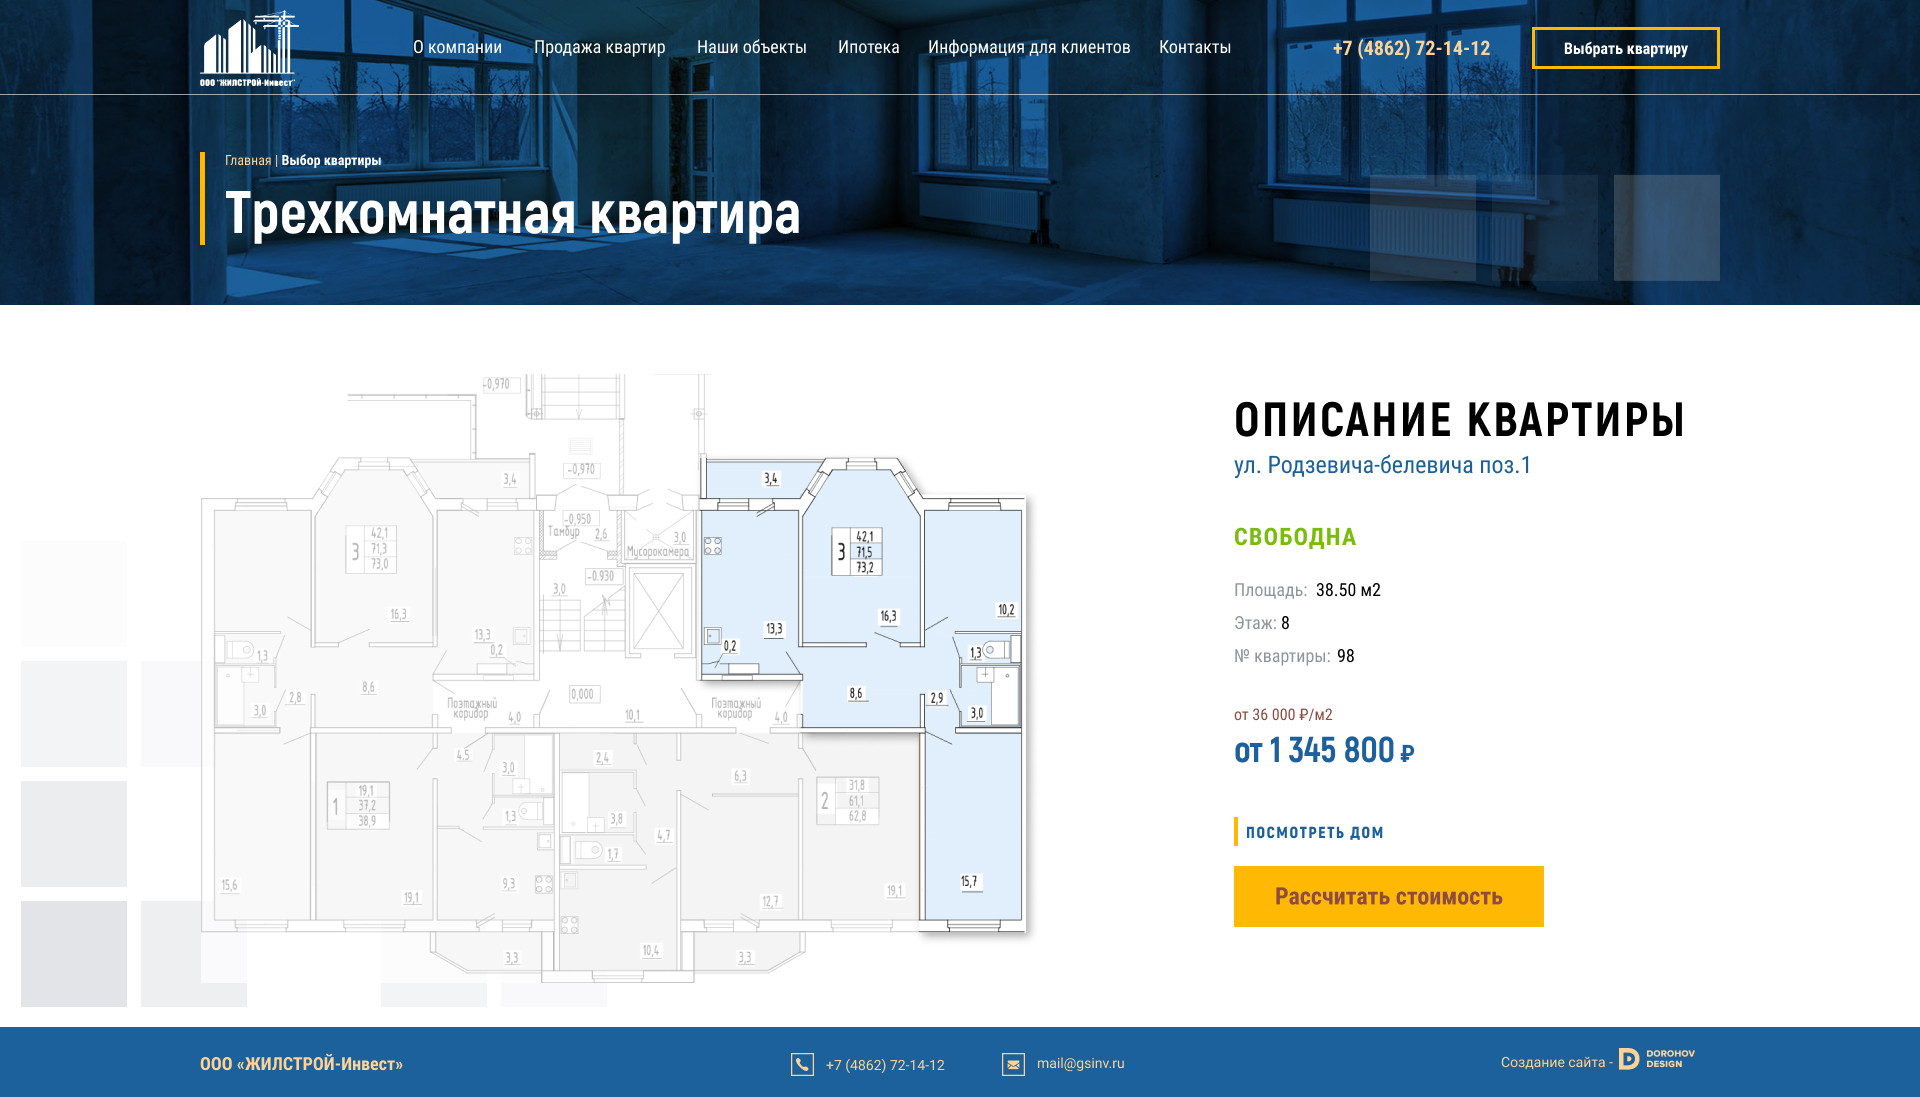 ООО "ЖИЛСТРОЙ-Инвест"
О компании
Продажа квартир
Наши объекты
Ипотека
Информация для клиентов
Контакты
+7 (4862) 72-14-12
Выбрать квартиру
Главная | Выбор квартиры
Трехкомнатная квартира
-0,970
-0,970
3,4
3,4
-0,950
Тамбур
2,6
3,0
Мусорокамера
3
42,1
71,3
73,0
3
42,1
71,5
73,2
-0.930
3,0
16,3
13,3
0,2
0,2
13,3
16,3
10,2
1,3
1,3
8,6
2,8
3,0
0,000
Поэтажный
коридор
4,0
10,1
Поэтажный
коридор
4,0
8,6
2,9
3,0
4.5
3,0
2,4
6,3
1
19,1
37,2
38,9
2
31,8
61,1
62,8
1,3
3,8
4,7
1,7
15,6
19,1
9,3
12,7
19,1
15,7
3,3
10,4
3,3
ОПИСАНИЕ КВАРТИРЫ
ул. Родзевича-белевича поз.1
СВОБОДНА
Площадь: 38.50 м2
Этаж: 8
№ квартиры: 98
от 36 000 ₽/м2
от 1 345 800 ₽
ПОСМОТРЕТЬ ДОМ
Рассчитать стоимость
ООО «ЖИЛСТРОЙ-Инвест»
+7 (4862) 72-14-12
mail@gsinv.ru
Создание сайта - DOROHOV
DESIGN